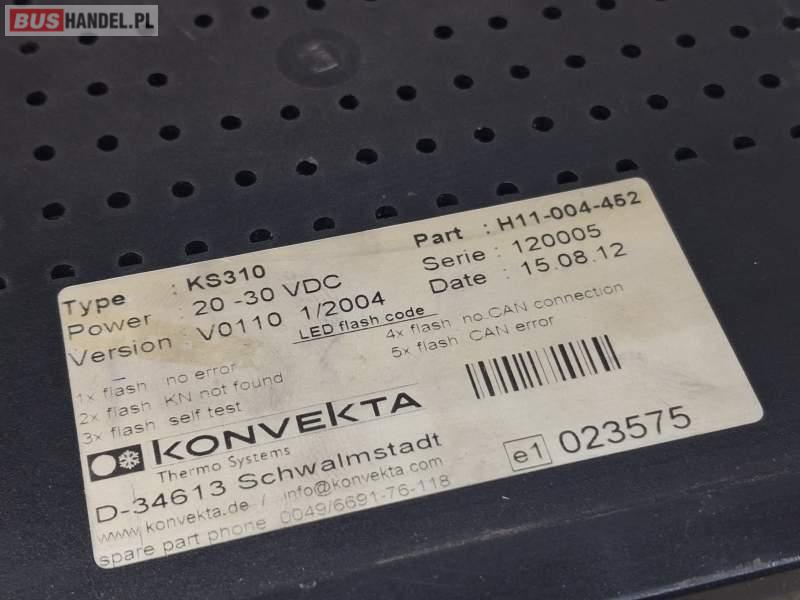 BUSHANDEL.PL
Type : KS310
Part : H11-004-452
Power : 20 -30 VDC
Serie : 120005
Version : V0110 1/2004
Date : 15.08.12
LED flash code
1x flash no error
4x flash no CAN connection
2x flash KN not found
5x flash CAN error
3x flash self test
KONVEKTA
Thermo Systems
D-34613 Schwalmstadt
e1 023575
www.konvekta.de / info@konvekta.com
spare part phone 0049/6691-76-118